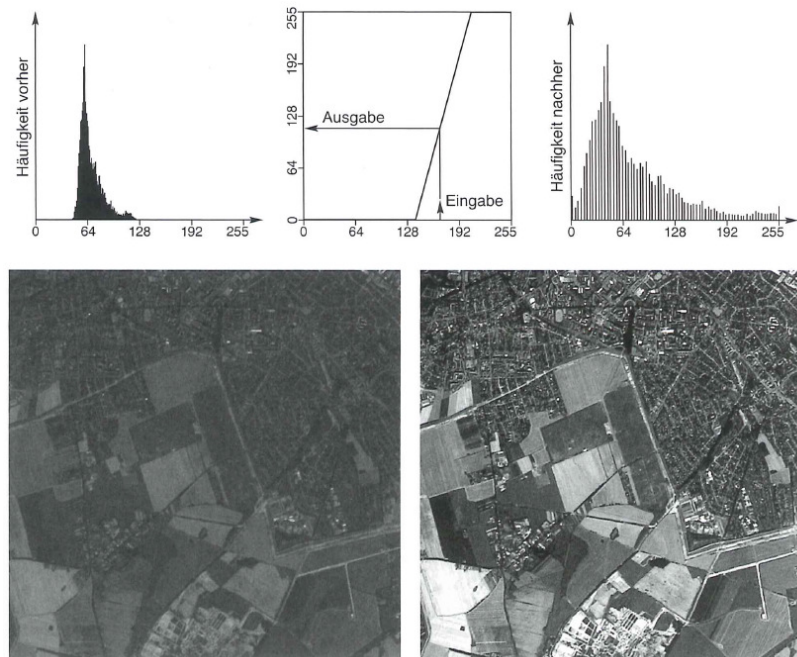 Häufigkeit vorher
0 64 128 192 255
255
192
128
64
0
Ausgabe
Eingabe
0 64 128 192 255
Häufigkeit nachher
0 64 128 192 255